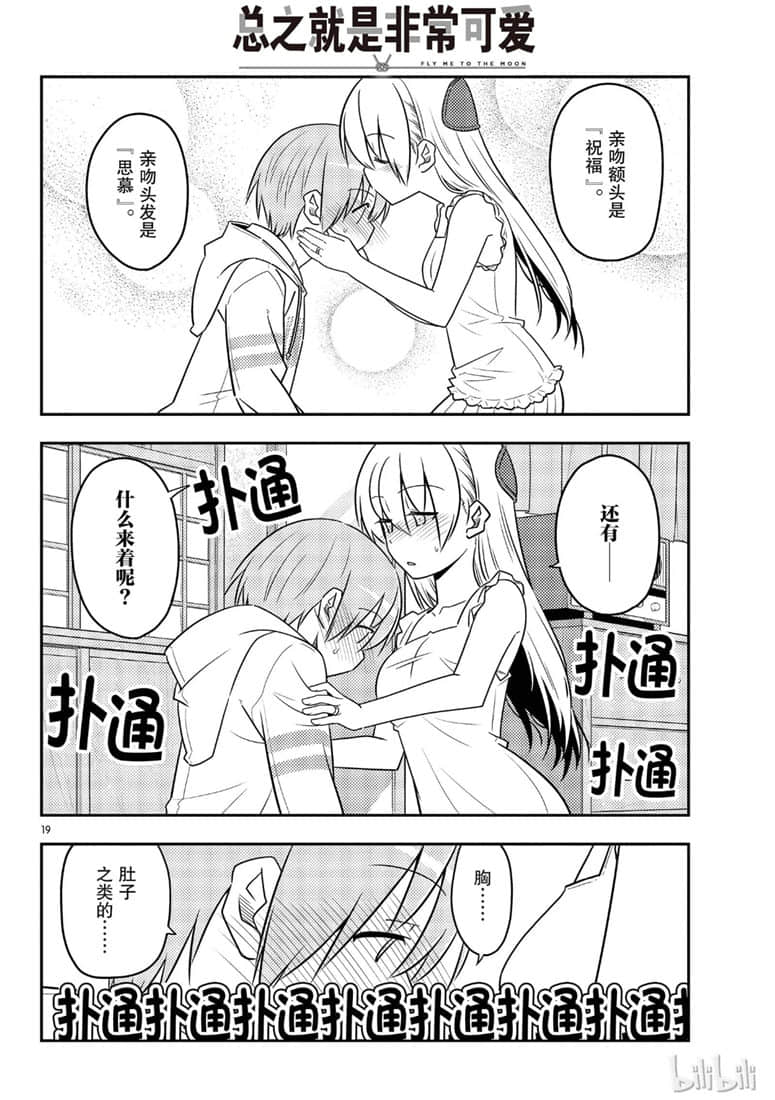 总之就是非常可爱
FLY ME TO THE MOON
亲吻额头是
『祝福』。
亲吻头发是
『思慕』。
还有——
扑通
什么来着呢？
扑通
扑通
扑通
19
胸……
肚子
之类的……
扑通扑通扑通扑通扑通扑通扑通扑
bilibili